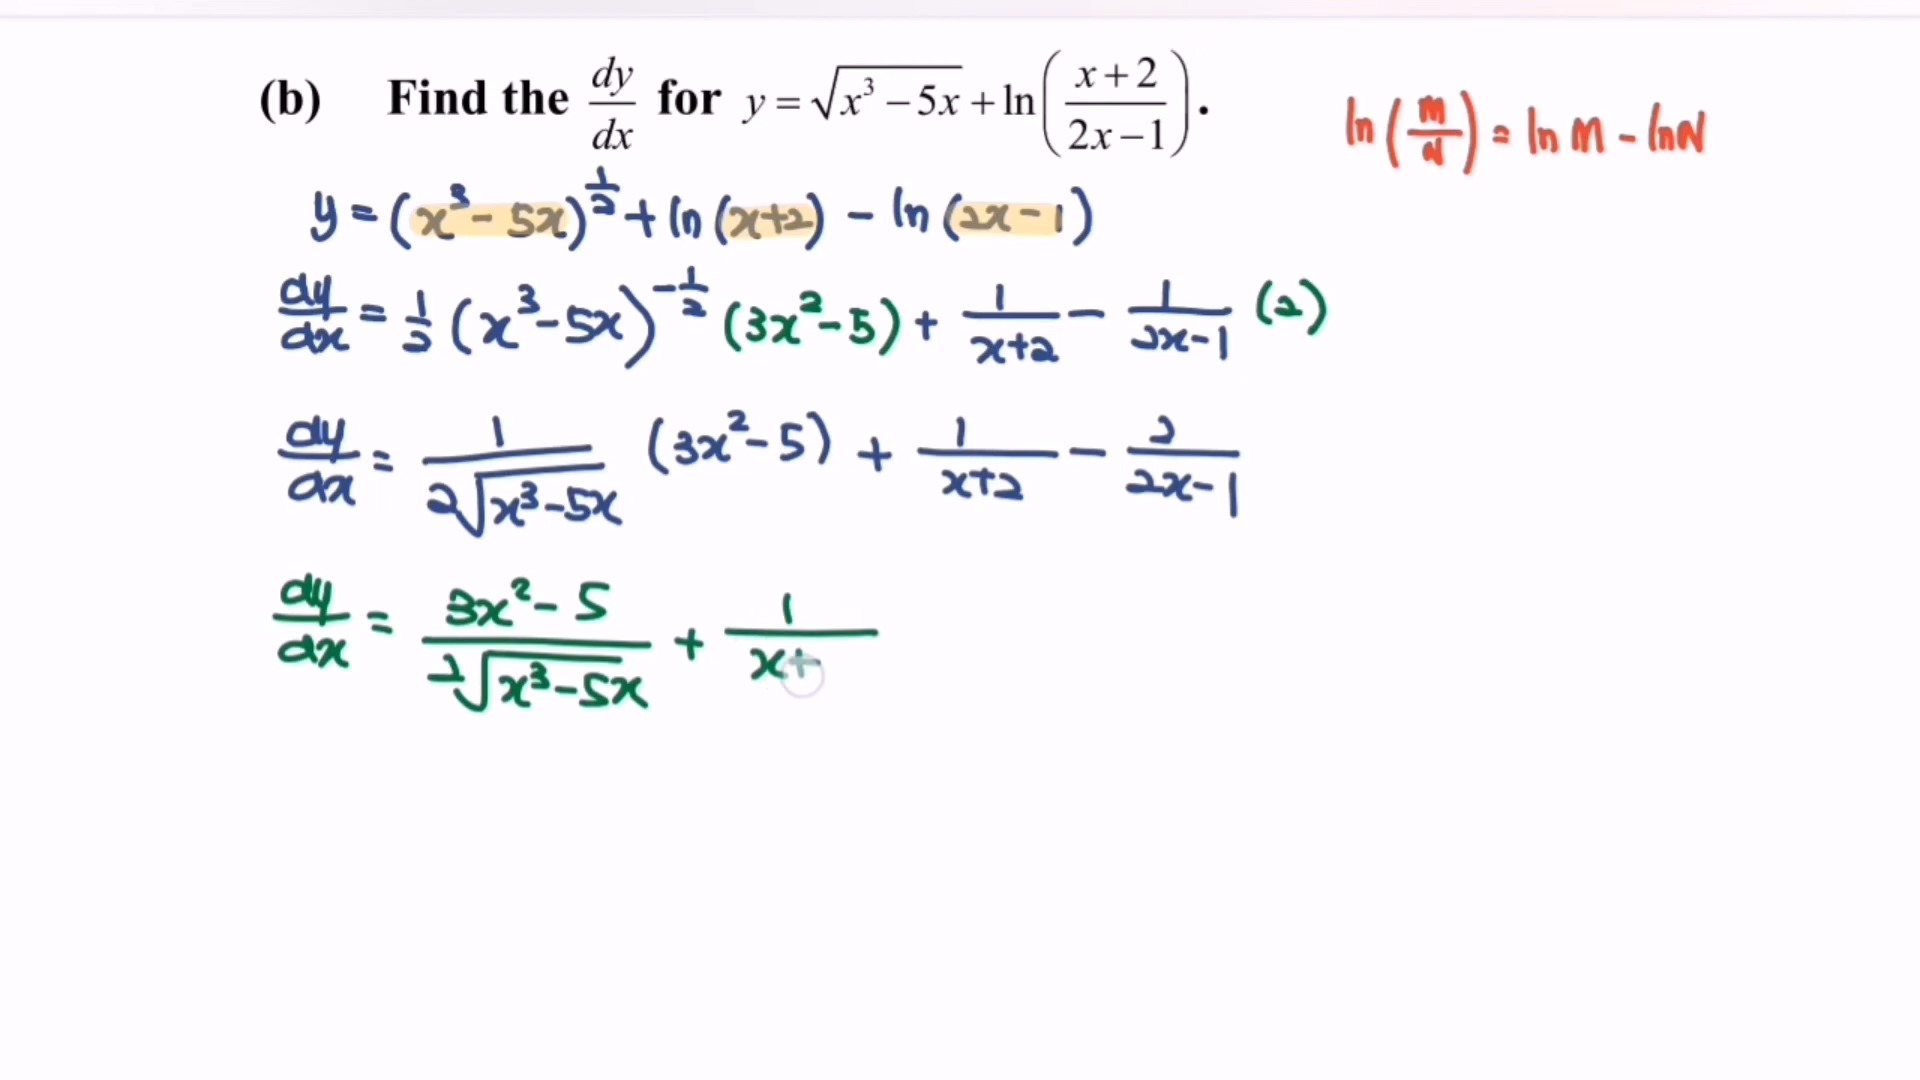 (b) Find the dy/dx for y = √(x³ − 5x) + ln((x+2)/(2x−1)).
ln(M/N) = ln M − ln N
y = (x³ − 5x)^(1/2) + ln (x+2) − ln (2x−1)
dy/dx = 1/2 (x³ − 5x)^(−1/2) (3x² − 5) + 1/(x+2) − 1/(2x−1) (2)
dy/dx = 1/(2√(x³ − 5x)) (3x² − 5) + 1/(x+2) − 2/(2x−1)
dy/dx = (3x² − 5)/(2√(x³ − 5x)) + 1/(x+